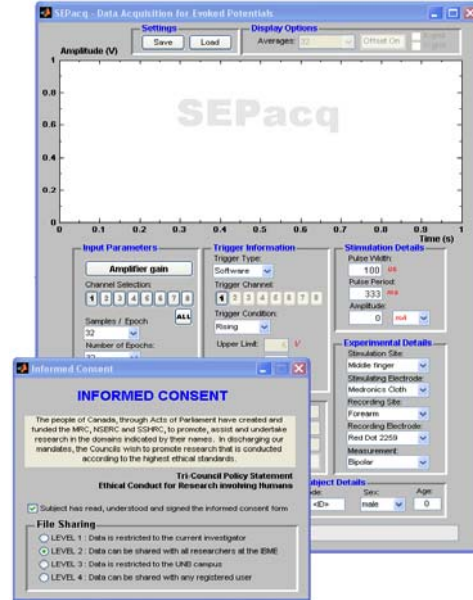 SEPacq - Data Acquisition for Evoked Potentials
Settings
Save Load
Display Options
Averages: 32 Offset On
Amplitude (V)
SEPacq
1
0.8
0.6
0.4
0.2
0
0 0.1 0.2 0.3 0.4 0.5 0.6 0.7 0.8 0.9 1
Time (s)
Input Parameters
Amplifier gain
Channel Selection:
1 2 3 4 5 6 7 8
ALL
Samples / Epoch
32
Number of Epochs:
32
Trigger Information
Trigger Type:
Software
Trigger Channel:
1 2 3 4 5 6 7 8
Trigger Condition:
Rising
Upper Limit: V
Stimulation Details
Pulse Width:
100 us
Pulse Period:
333 ms
Amplitude:
0 mA
Experimental Details
Stimulation Site:
Middle finger
Stimulating Electrode:
Medronics Cloth
Recording Site:
Forearm
Recording Electrode:
Red Dot 2259
Measurement:
Bipolar
ubject Details
ode: Sex: Age:
<ID> male 0
Informed Consent
INFORMED CONSENT
The people of Canada, through Acts of Parliament have created and
funded the MRC, NSERC and SSHRC, to promote, assist and undertake
research in the domains indicated by their names. In discharging our
mandates, the Councils wish to promote research that is conducted
according to the highest ethical standards.
Tri-Council Policy Statement
Ethical Conduct for Research involving Humans
Subject has read, understood and signed the informed consent form
File Sharing
LEVEL 1 : Data is restricted to the current investigator
LEVEL 2 : Data can be shared with all researchers at the IBME
LEVEL 3 : Data is restricted to the UNB campus
LEVEL 4 : Data can be shared with any registered user